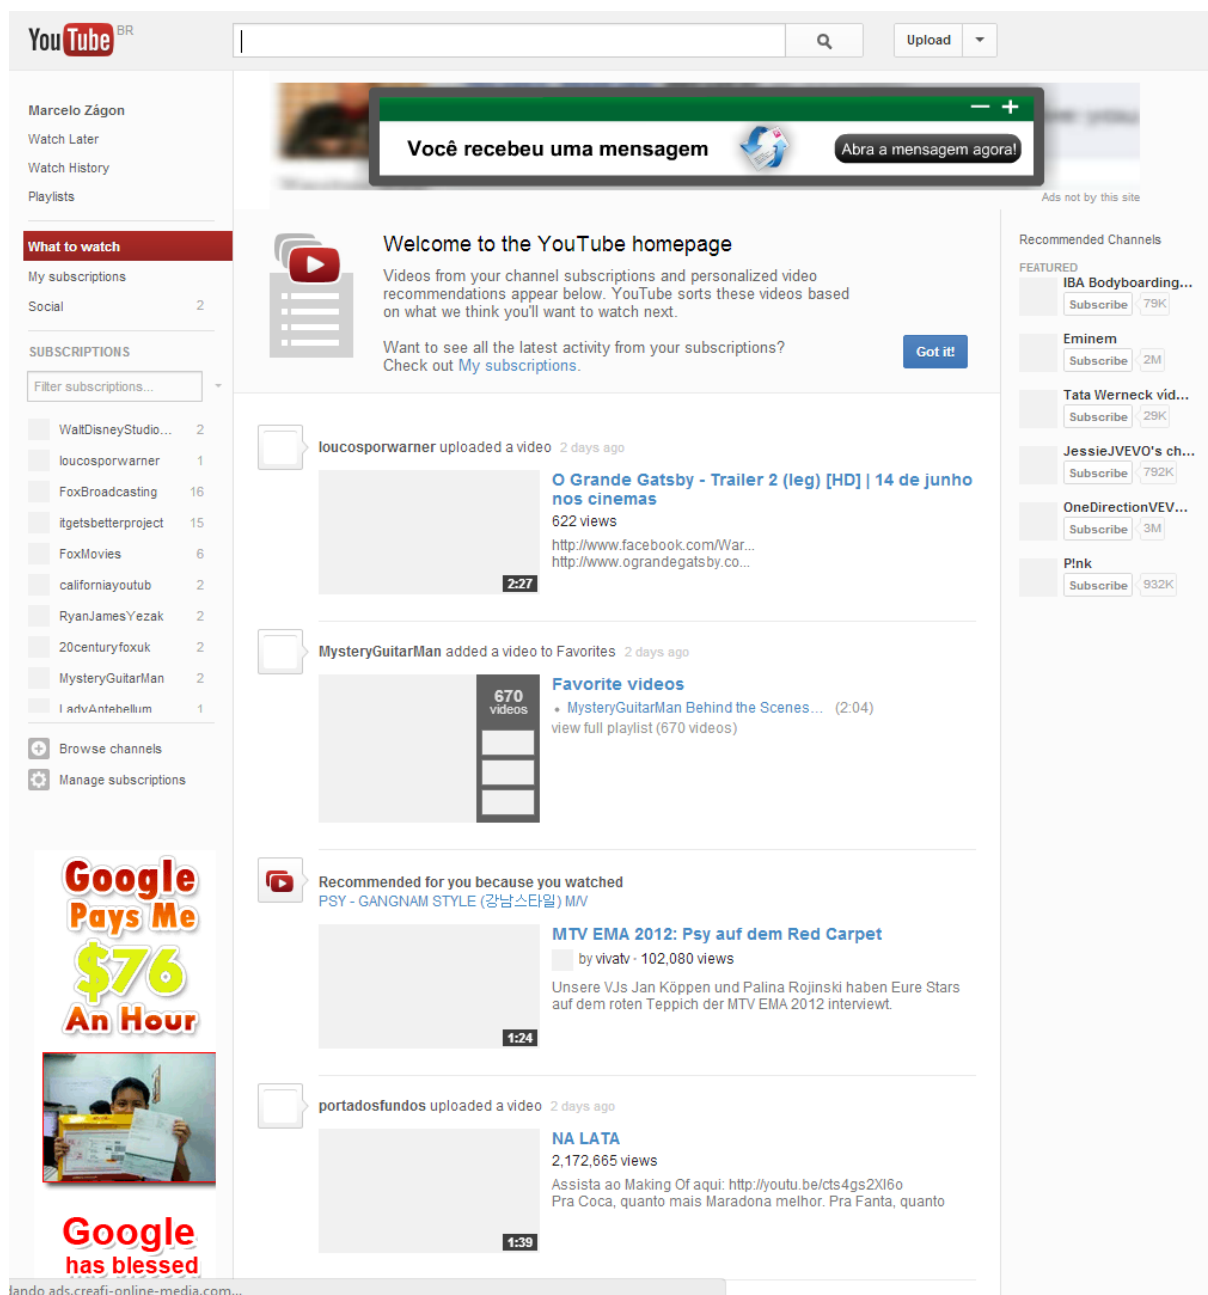 YouTube BR
Upload
Marcelo Zágon
Watch Later
Watch History
Playlists
What to watch
My subscriptions
Social 2
SUBSCRIPTIONS
Filter subscriptions...
WaltDisneyStudio... 2
loucosporwarner 1
FoxBroadcasting 16
itgetsbetterproject 15
FoxMovies 6
californiayoutub 2
RyanJamesYezak 2
20centuryfoxuk 2
MysteryGuitarMan 2
LadyAntebellum 1
Browse channels
Manage subscriptions
Google
Pays Me
$76
An Hour
Google
has blessed
Você recebeu uma mensagem
Abra a mensagem agora!
Ads not by this site
Welcome to the YouTube homepage
Videos from your channel subscriptions and personalized video
recommendations appear below. YouTube sorts these videos based
on what we think you'll want to watch next.
Want to see all the latest activity from your subscriptions?
Check out My subscriptions.
Got it!
loucosporwarner uploaded a video 2 days ago
O Grande Gatsby - Trailer 2 (leg) [HD] | 14 de junho
nos cinemas
622 views
http://www.facebook.com/War...
http://www.ograndegatsby.co...
2:27
MysteryGuitarMan added a video to Favorites 2 days ago
670
videos
Favorite videos
• MysteryGuitarMan Behind the Scenes... (2:04)
view full playlist (670 videos)
Recommended for you because you watched
PSY - GANGNAM STYLE (강남스타일) M/V
MTV EMA 2012: Psy auf dem Red Carpet
by vivatv - 102,080 views
Unsere VJs Jan Köppen und Palina Rojinski haben Eure Stars
auf dem roten Teppich der MTV EMA 2012 interviewt.
1:24
portadosfundos uploaded a video 2 days ago
NA LATA
2,172,665 views
Assista ao Making Of aqui: http://youtu.be/cts4gs2XI6o
Pra Coca, quanto mais Maradona melhor. Pra Fanta, quanto
1:39
Recommended Channels
FEATURED
IBA Bodyboarding...
Subscribe 79K
Eminem
Subscribe 2M
Tata Werneck víd...
Subscribe 29K
JessieJVEVO's ch...
Subscribe 792K
OneDirectionVEV...
Subscribe 3M
P!nk
Subscribe 932K
dando ads.creafi-online-media.com...